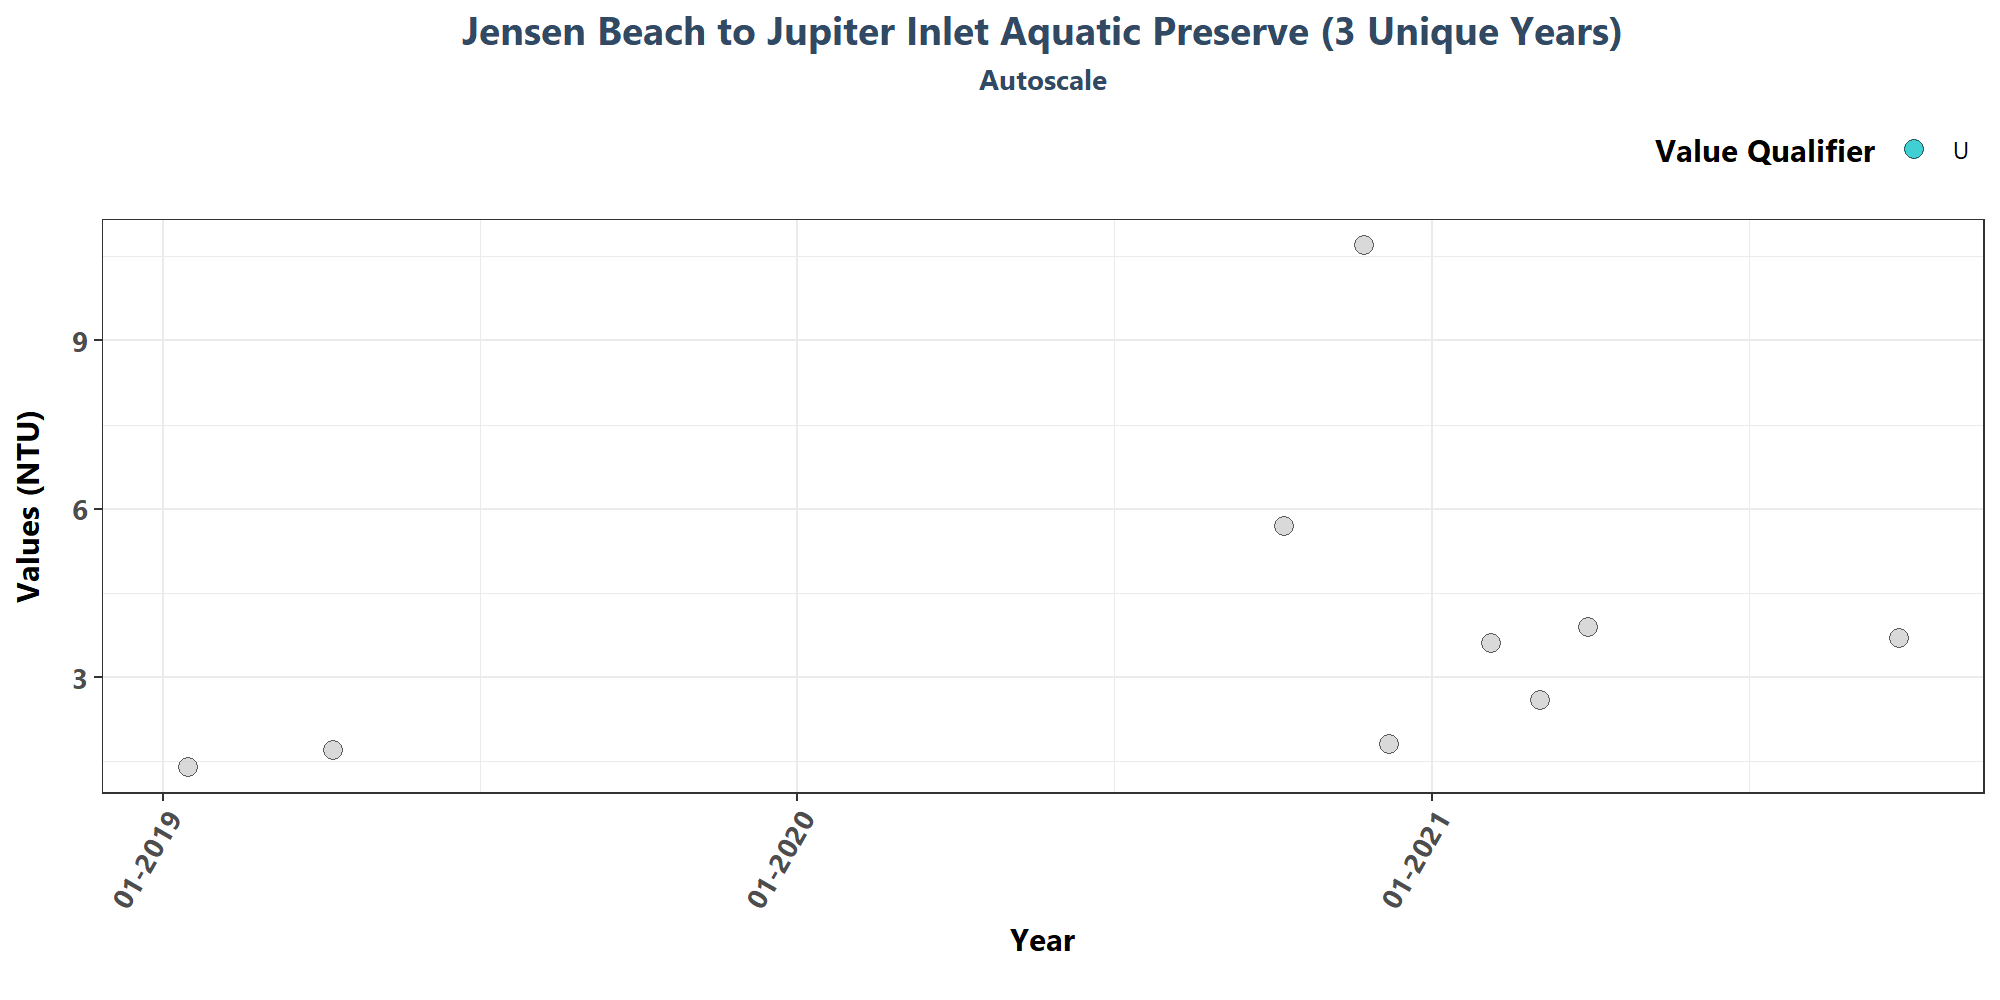 Jensen Beach to Jupiter Inlet Aquatic Preserve (3 Unique Years)
Autoscale
Value Qualifier U
Values (NTU)
9
6
3
01-2019
01-2020
01-2021
Year